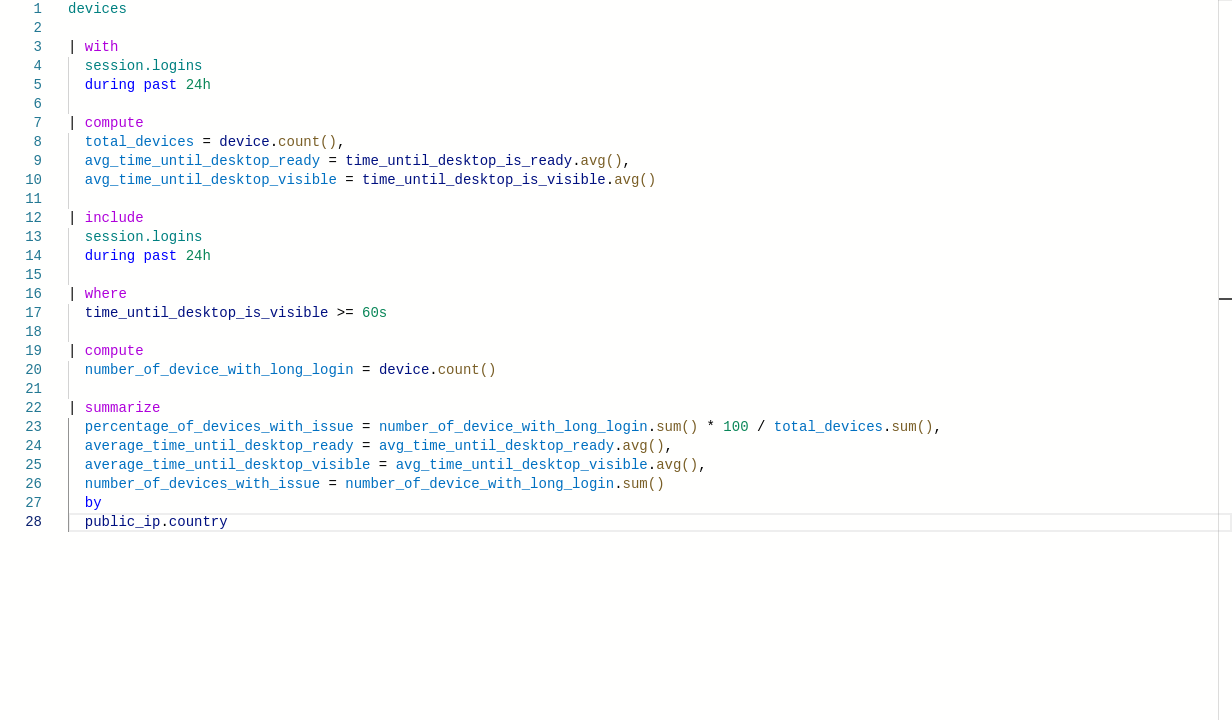 1 devices
2
3 | with
4 session.logins
5 during past 24h
6
7 | compute
8 total_devices = device.count(),
9 avg_time_until_desktop_ready = time_until_desktop_is_ready.avg(),
10 avg_time_until_desktop_visible = time_until_desktop_is_visible.avg()
11
12 | include
13 session.logins
14 during past 24h
15
16 | where
17 time_until_desktop_is_visible >= 60s
18
19 | compute
20 number_of_device_with_long_login = device.count()
21
22 | summarize
23 percentage_of_devices_with_issue = number_of_device_with_long_login.sum() * 100 / total_devices.sum(),
24 average_time_until_desktop_ready = avg_time_until_desktop_ready.avg(),
25 average_time_until_desktop_visible = avg_time_until_desktop_visible.avg(),
26 number_of_devices_with_issue = number_of_device_with_long_login.sum()
27 by
28 public_ip.country